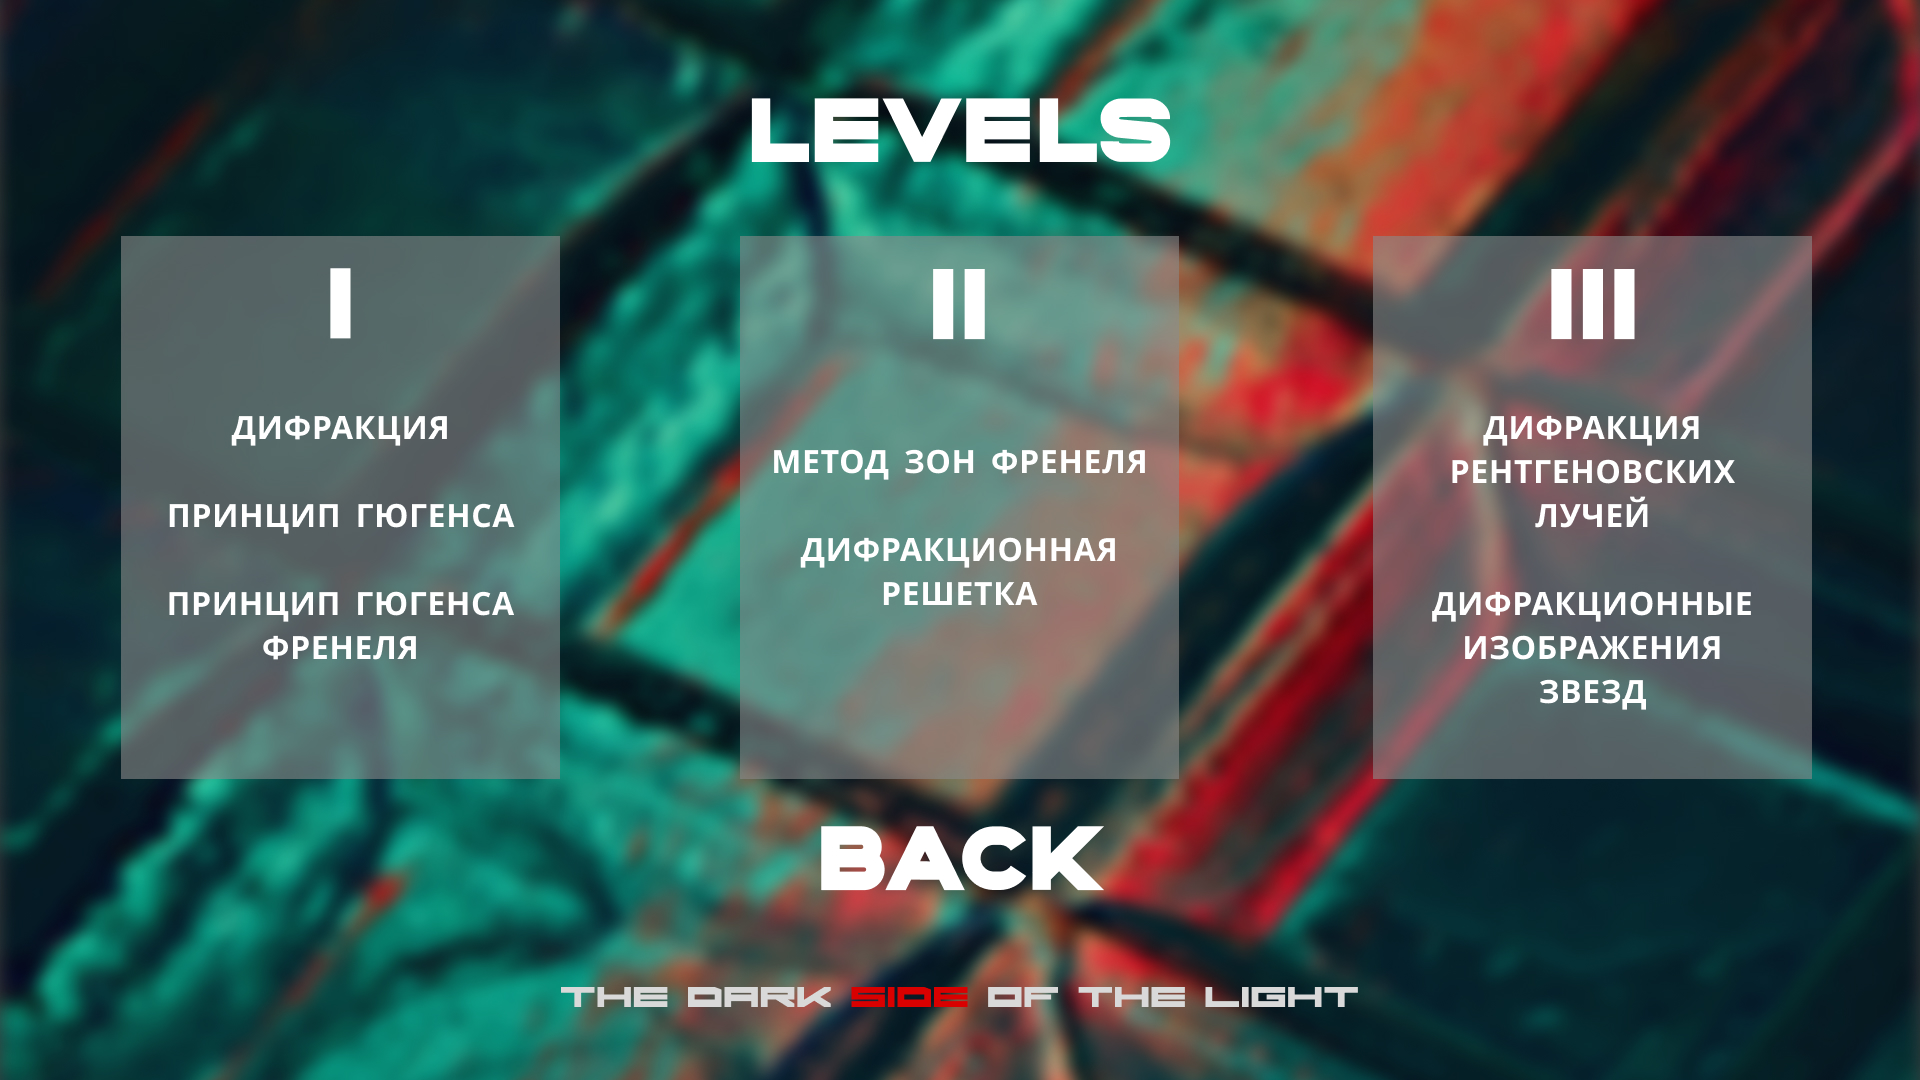 LEVELS
I
ДИФРАКЦИЯ
ПРИНЦИП ГЮГЕНСА
ПРИНЦИП ГЮГЕНСА
ФРЕНЕЛЯ
II
МЕТОД ЗОН ФРЕНЕЛЯ
ДИФРАКЦИОННАЯ
РЕШЕТКА
III
ДИФРАКЦИЯ
РЕНТГЕНОВСКИХ
ЛУЧЕЙ
ДИФРАКЦИОННЫЕ
ИЗОБРАЖЕНИЯ
ЗВЕЗД
BACK
THE DARK SIDE OF THE LIGHT